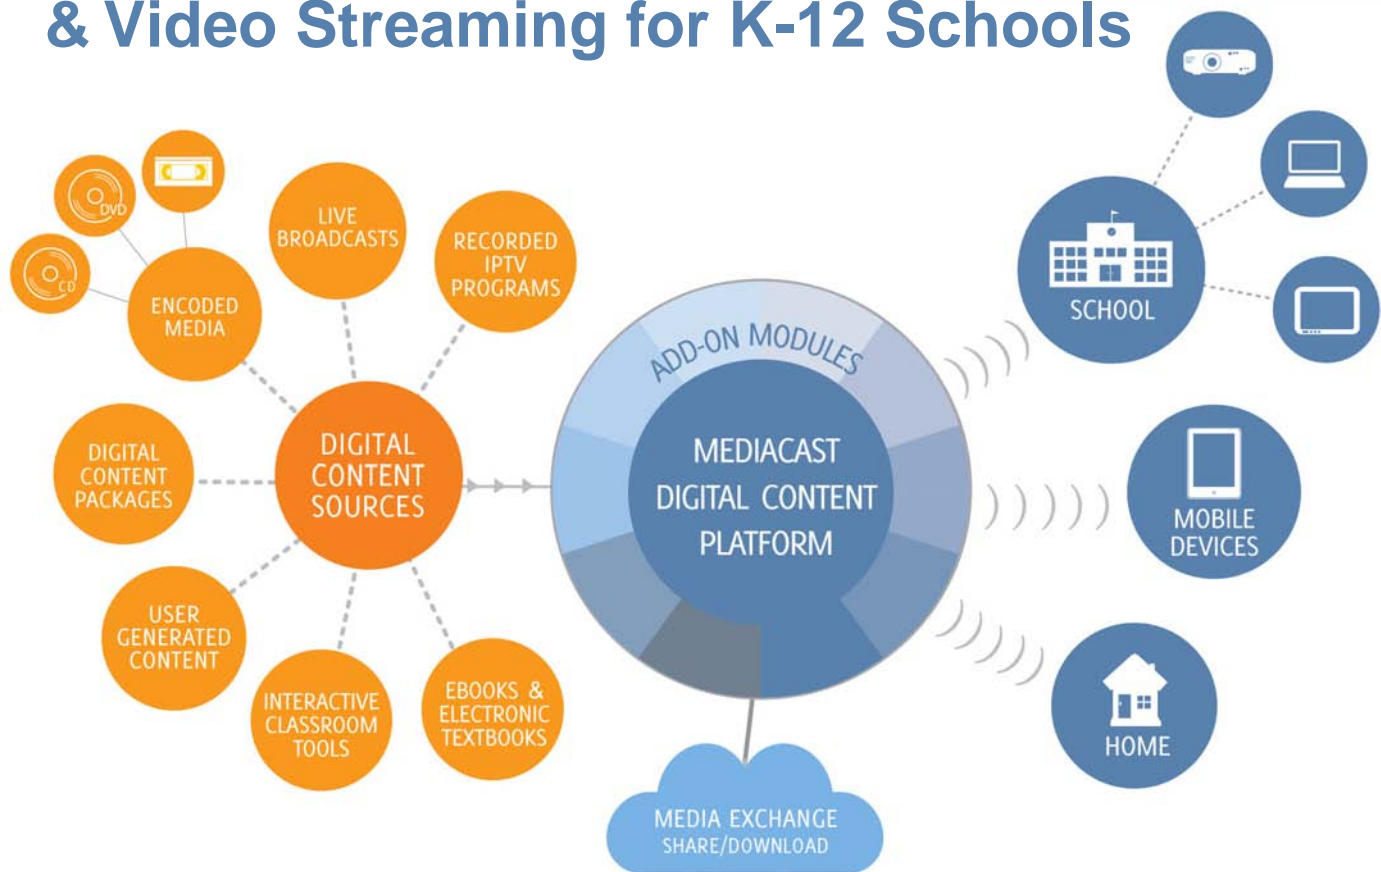 & Video Streaming for K-12 Schools
DVD
CD
ENCODED
MEDIA
LIVE
BROADCASTS
RECORDED
IPTV
PROGRAMS
DIGITAL
CONTENT
PACKAGES
DIGITAL
CONTENT
SOURCES
USER
GENERATED
CONTENT
INTERACTIVE
CLASSROOM
TOOLS
EBOOKS &
ELECTRONIC
TEXTBOOKS
ADD-ON MODULES
MEDIACAST
DIGITAL CONTENT
PLATFORM
MEDIA EXCHANGE
SHARE/DOWNLOAD
SCHOOL
MOBILE
DEVICES
HOME